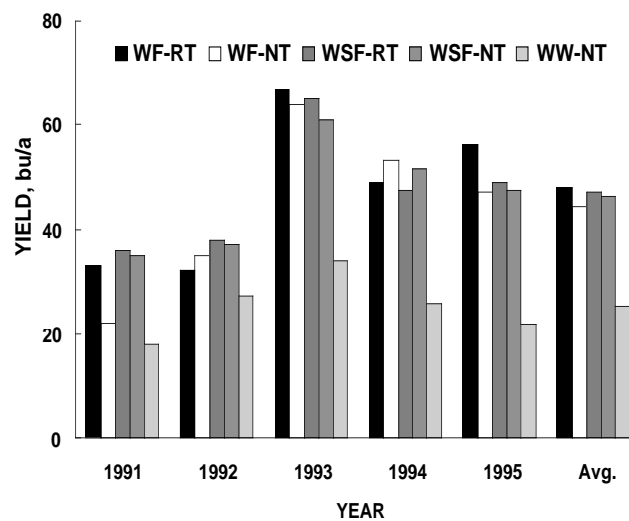 80
WF-RT WF-NT WSF-RT WSF-NT WW-NT
60
YIELD, bu/a
40
20
0
1991 1992 1993 1994 1995 Avg.
YEAR